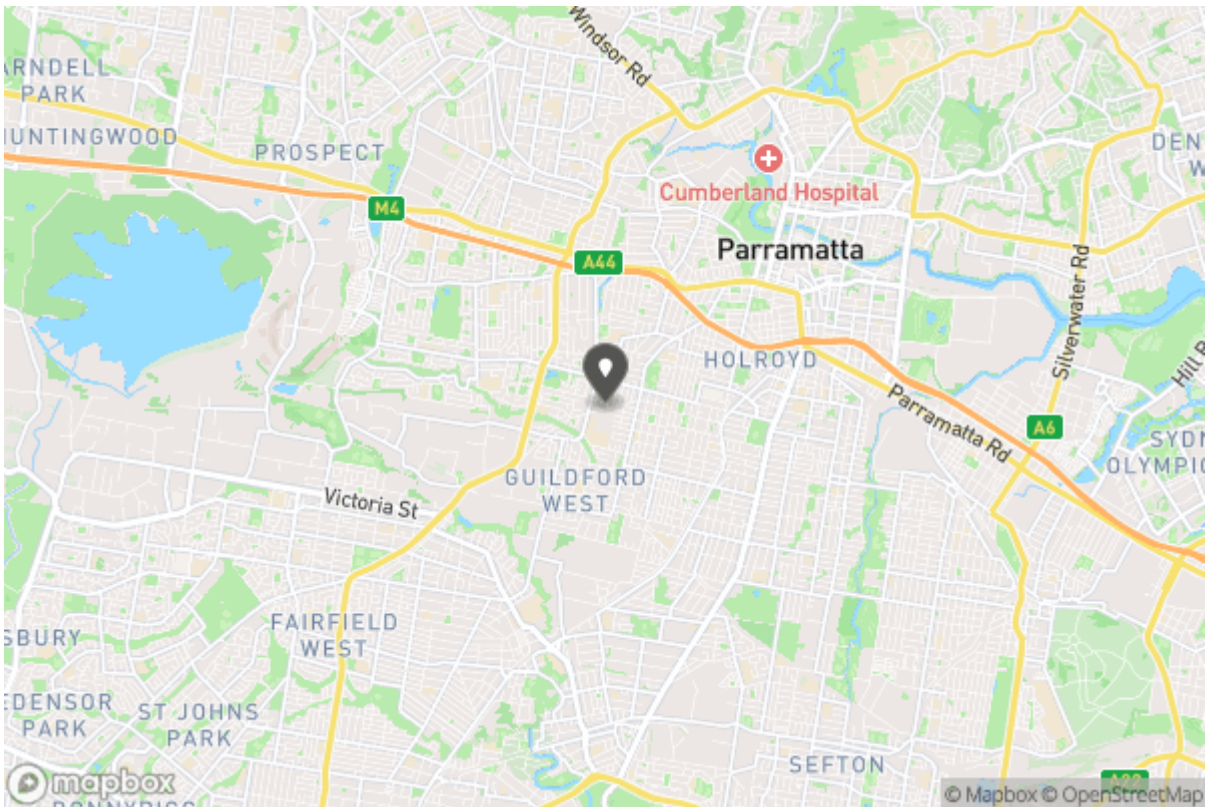 Windsor Rd
ARNDELL
PARK
HUNTINGWOOD
PROSPECT
DEN
W
Cumberland Hospital
M4
A44
Parramatta
Silverwater Rd
Hill R
HOLROYD
Parramatta Rd
A6
SYDN
OLYMPIC
GUILDFORD
WEST
Victoria St
FAIRFIELD
WEST
SBURY
EDENSOR
PARK
ST JOHNS
PARK
SEFTON
mapbox
© Mapbox © OpenStreetMap